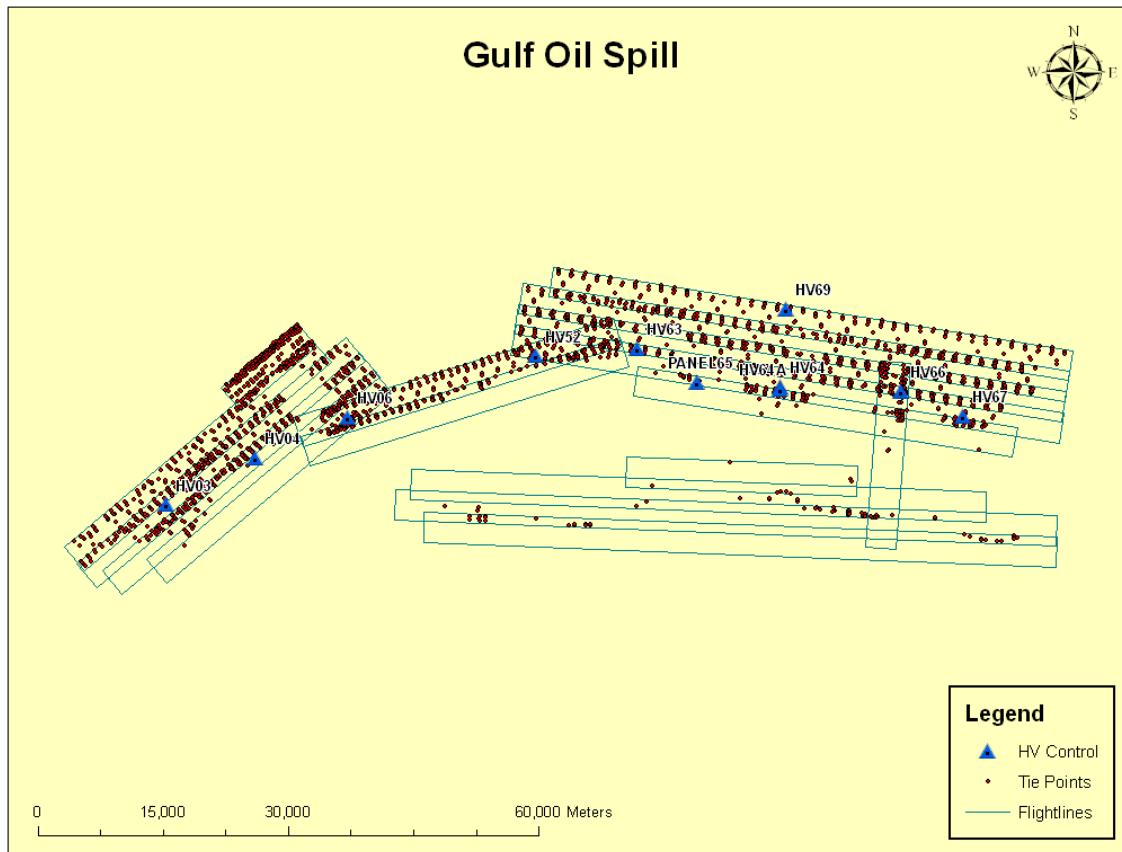 Gulf Oil Spill
N
W
E
S
HV69
HV63
HV52
PANEL65
HV64A
HV64
HV66
HV67
HV06
HV04
HV03
Legend
HV Control
Tie Points
Flightlines
0 15,000 30,000 60,000 Meters